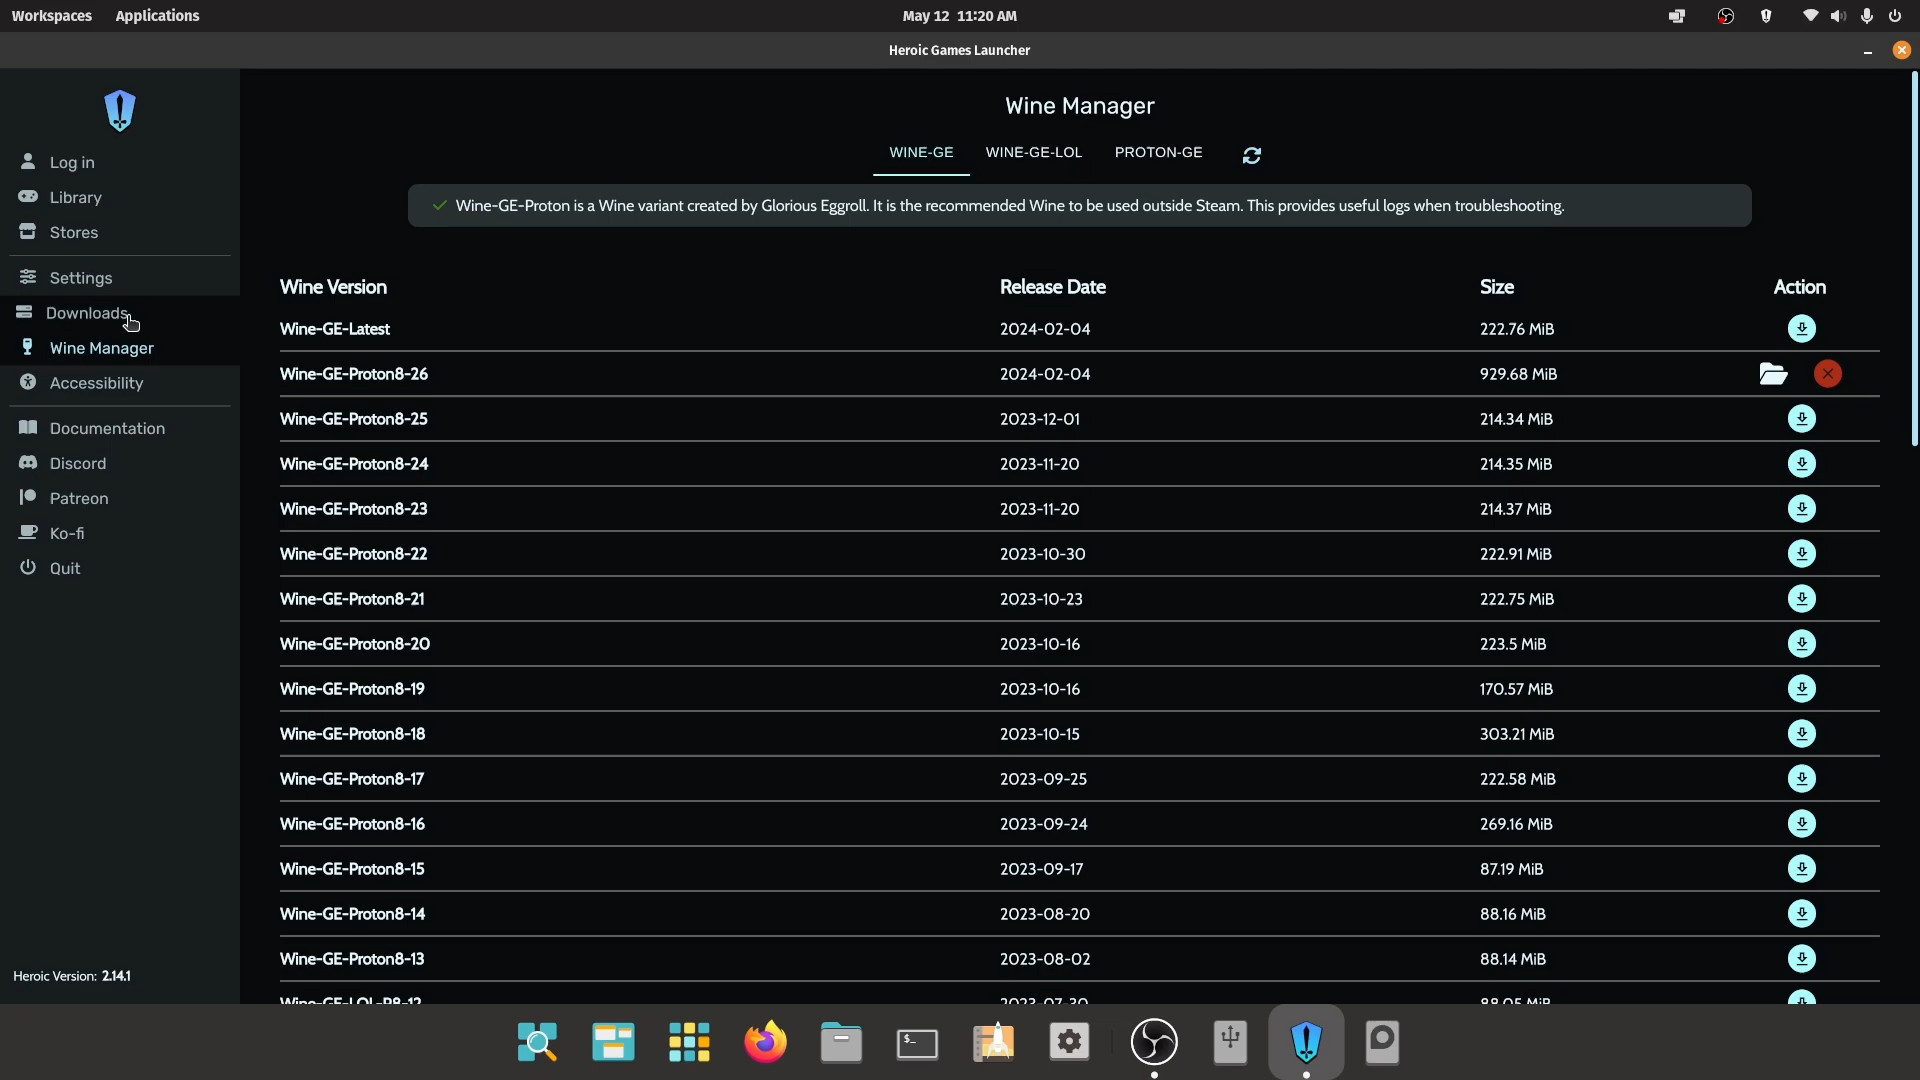 Workspaces Applications May 12 11:20 AM
Heroic Games Launcher
Log in
Library
Stores
Settings
Downloads
Wine Manager
Accessibility
Documentation
Discord
Patreon
Ko-fi
Quit
Heroic Version: 2.14.1
Wine Manager
WINE-GE WINE-GE-LOL PROTON-GE
Wine-GE-Proton is a Wine variant created by Glorious Eggroll. It is the recommended Wine to be used outside Steam. This provides useful logs when troubleshooting.
Wine Version Release Date Size Action
Wine-GE-Latest 2024-02-04 222.76 MiB
Wine-GE-Proton8-26 2024-02-04 929.68 MiB
Wine-GE-Proton8-25 2023-12-01 214.34 MiB
Wine-GE-Proton8-24 2023-11-20 214.35 MiB
Wine-GE-Proton8-23 2023-11-20 214.37 MiB
Wine-GE-Proton8-22 2023-10-30 222.91 MiB
Wine-GE-Proton8-21 2023-10-23 222.75 MiB
Wine-GE-Proton8-20 2023-10-16 223.5 MiB
Wine-GE-Proton8-19 2023-10-16 170.57 MiB
Wine-GE-Proton8-18 2023-10-15 303.21 MiB
Wine-GE-Proton8-17 2023-09-25 222.58 MiB
Wine-GE-Proton8-16 2023-09-24 269.16 MiB
Wine-GE-Proton8-15 2023-09-17 87.19 MiB
Wine-GE-Proton8-14 2023-08-20 88.16 MiB
Wine-GE-Proton8-13 2023-08-02 88.14 MiB
Wine-GE-LOL-P8-12 2023-07-30 88.05 MiB